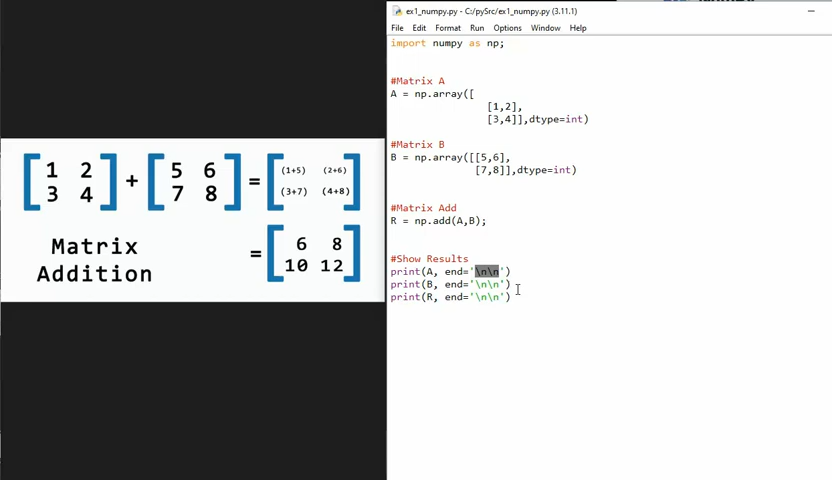 1 2 + 5 6 = (1+5) (2+6)
3 4 7 8 (3+7) (4+8)
Matrix = 6 8
Addition 10 12
ex1_numpy.py - C:/pySrc/ex1_numpy.py (3.11.1)
File Edit Format Run Options Window Help
import numpy as np;
#Matrix A
A = np.array([
[1,2],
[3,4]],dtype=int)
#Matrix B
B = np.array([[5,6],
[7,8]],dtype=int)
#Matrix Add
R = np.add(A,B);
#Show Results
print(A, end='\n\n')
print(B, end='\n\n')
print(R, end='\n\n')